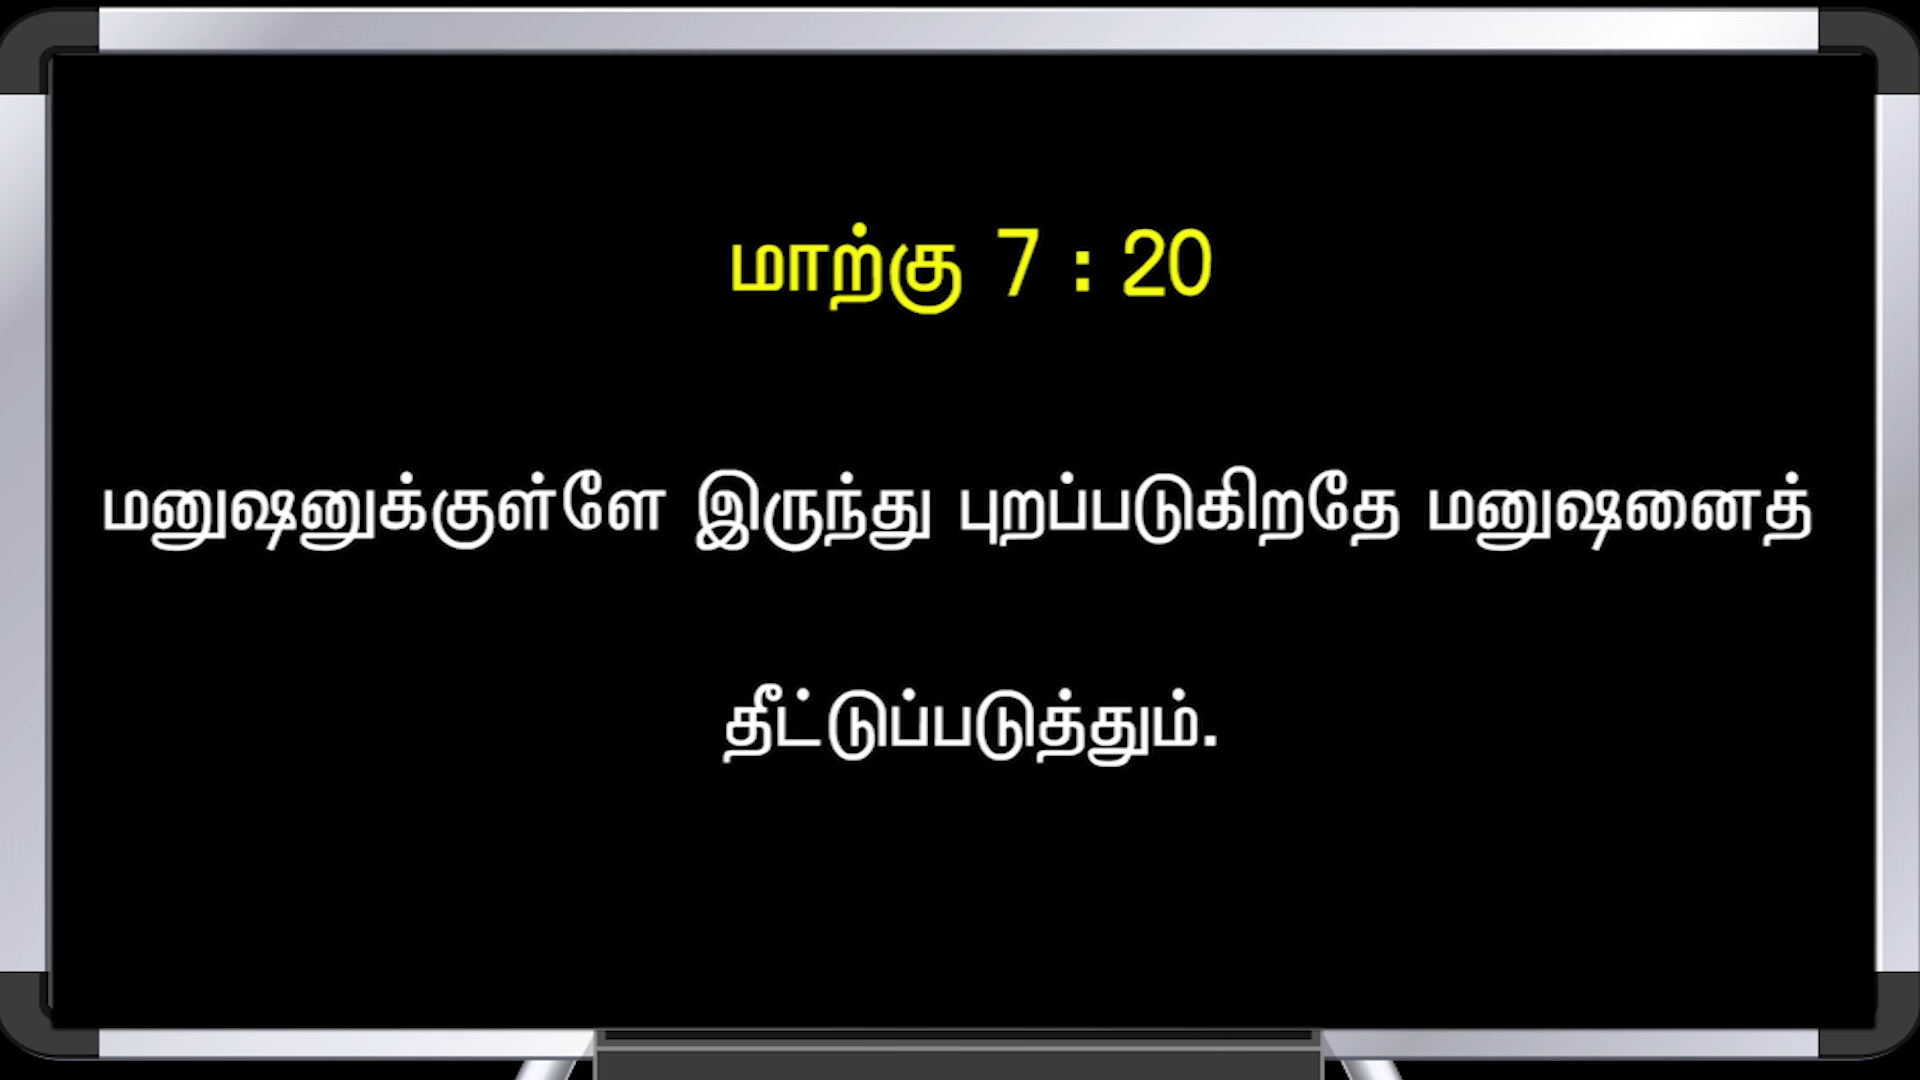 மாற்கு 7 : 20
மனுஷனுக்குள்ளே இருந்து புறப்படுகிறதே மனுஷனைத்
தீட்டுப்படுத்தும்.